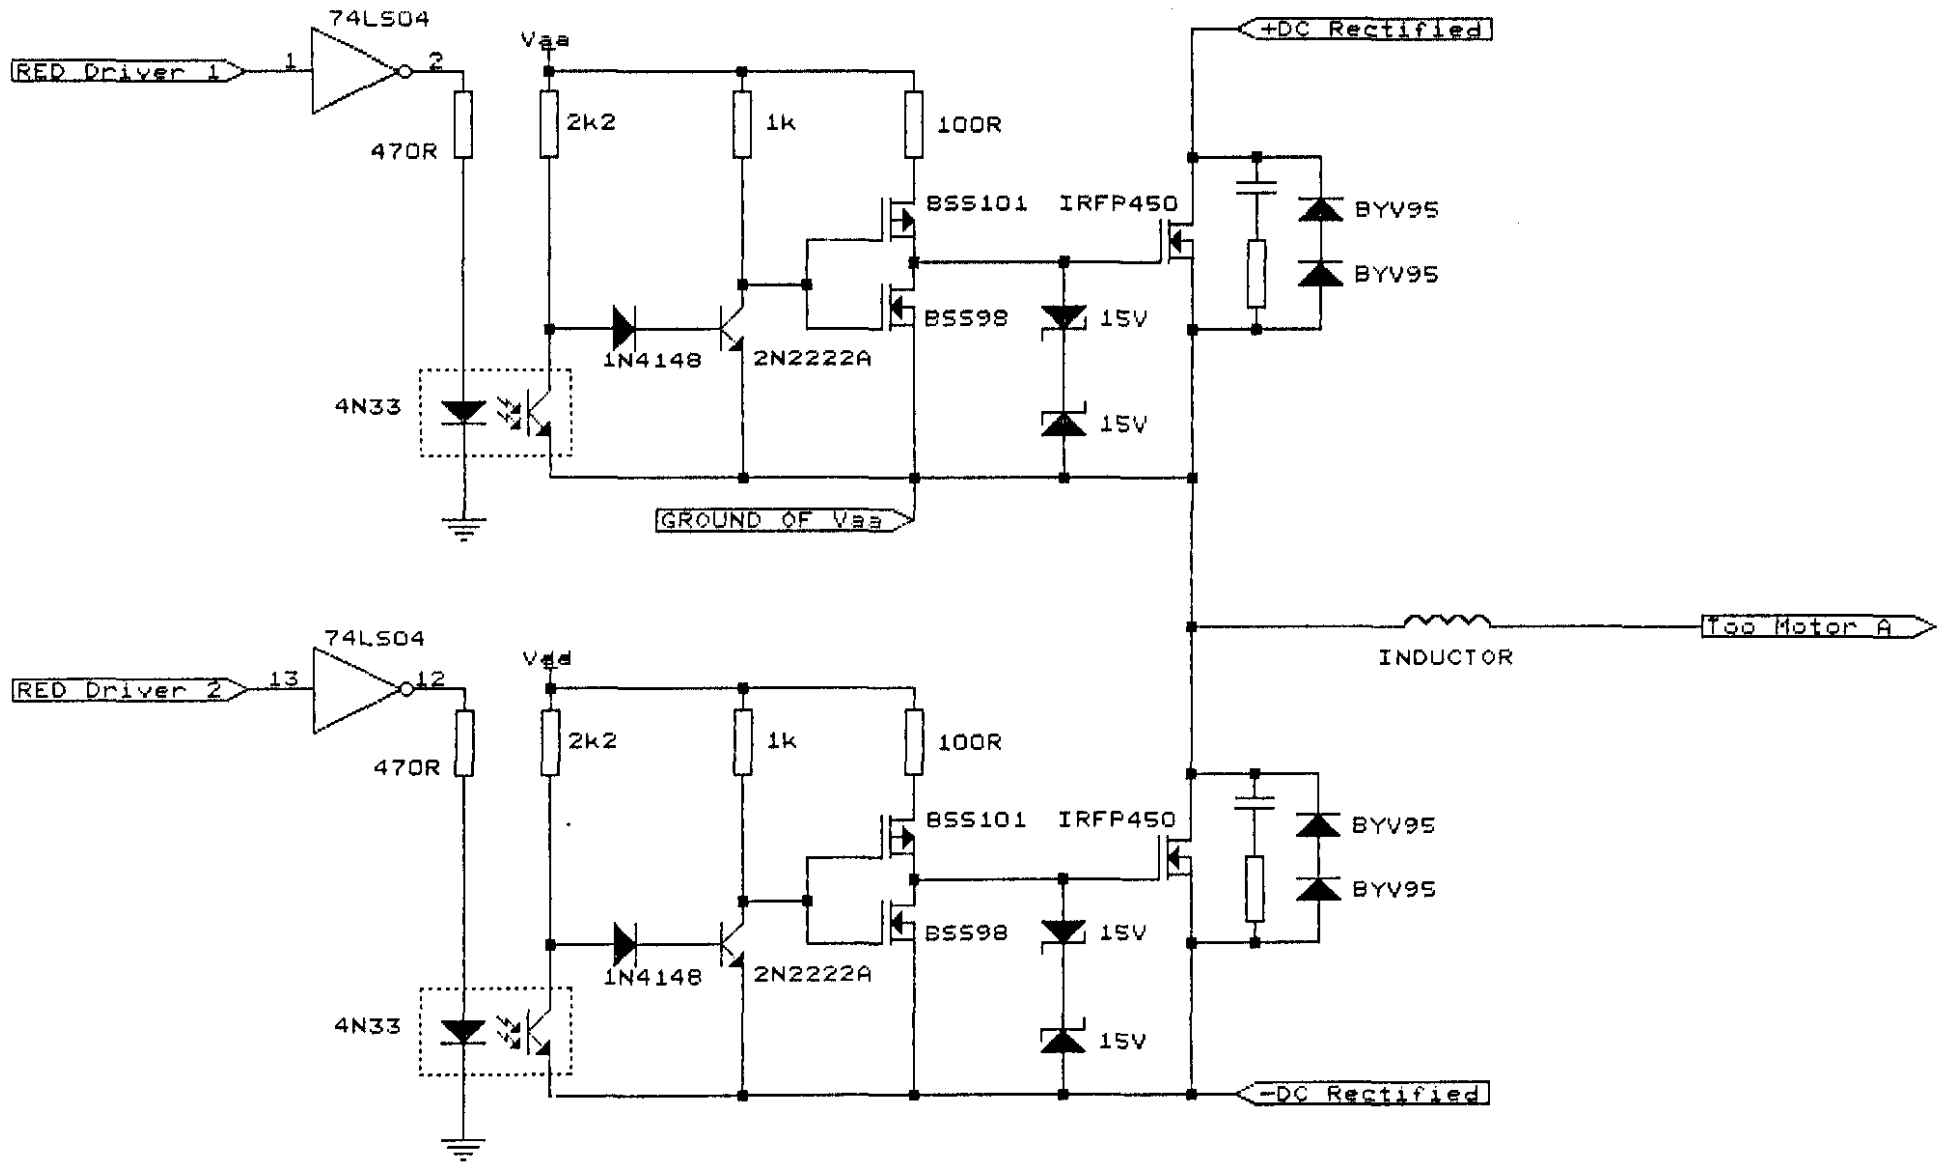 74LS04
Vaa
+DC Rectified
RED Driver 1
1
2
2k2
1k
100R
470R
BSS101
IRFP450
BYV95
BYV95
BSS98
15V
1N4148
2N2222A
4N33
15V
GROUND OF Vaa
74LS04
Too Motor A
INDUCTOR
Vdd
RED Driver 2
13
12
2k2
1k
100R
470R
BSS101
IRFP450
BYV95
BYV95
BSS98
15V
1N4148
2N2222A
4N33
15V
-DC Rectified